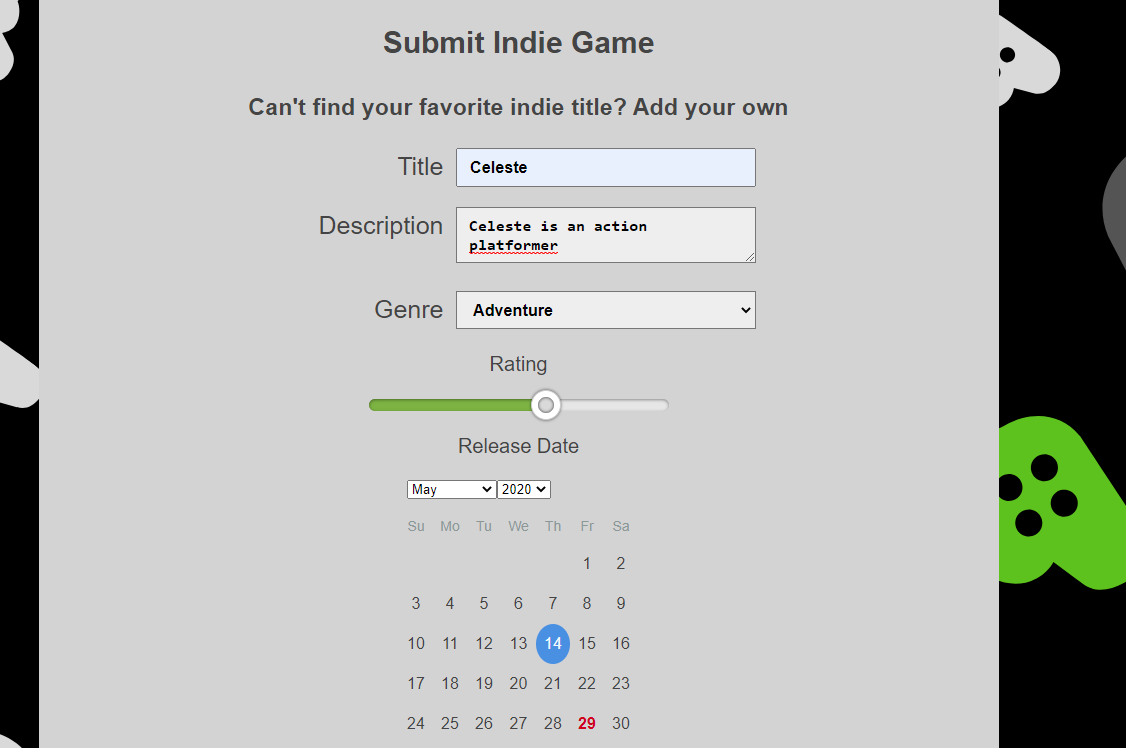 Submit Indie Game
Can't find your favorite indie title? Add your own
Title Celeste
Description Celeste is an action
platformer
Genre Adventure
Rating
Release Date
May 2020
Su Mo Tu We Th Fr Sa
1 2
3 4 5 6 7 8 9
10 11 12 13 14 15 16
17 18 19 20 21 22 23
24 25 26 27 28 29 30